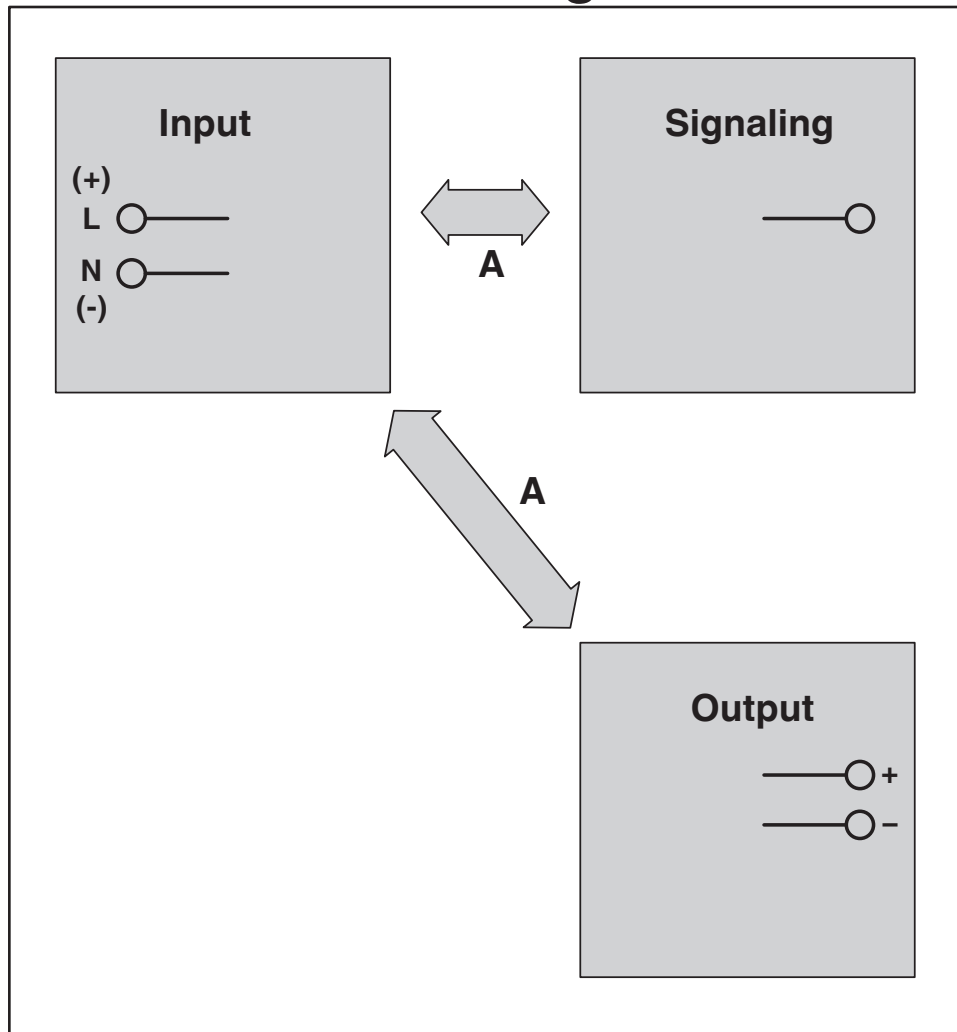 Input
(+)
L
N
(-)
Signaling
A
A
Output
+
−